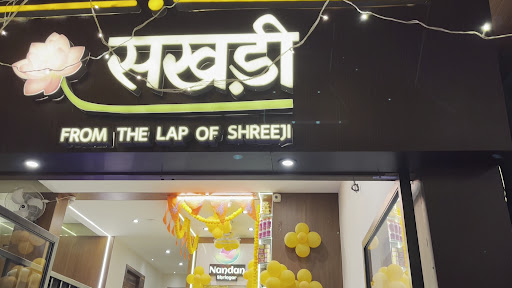 सखड़ी
FROM THE LAP OF SHREEJI
Nandan